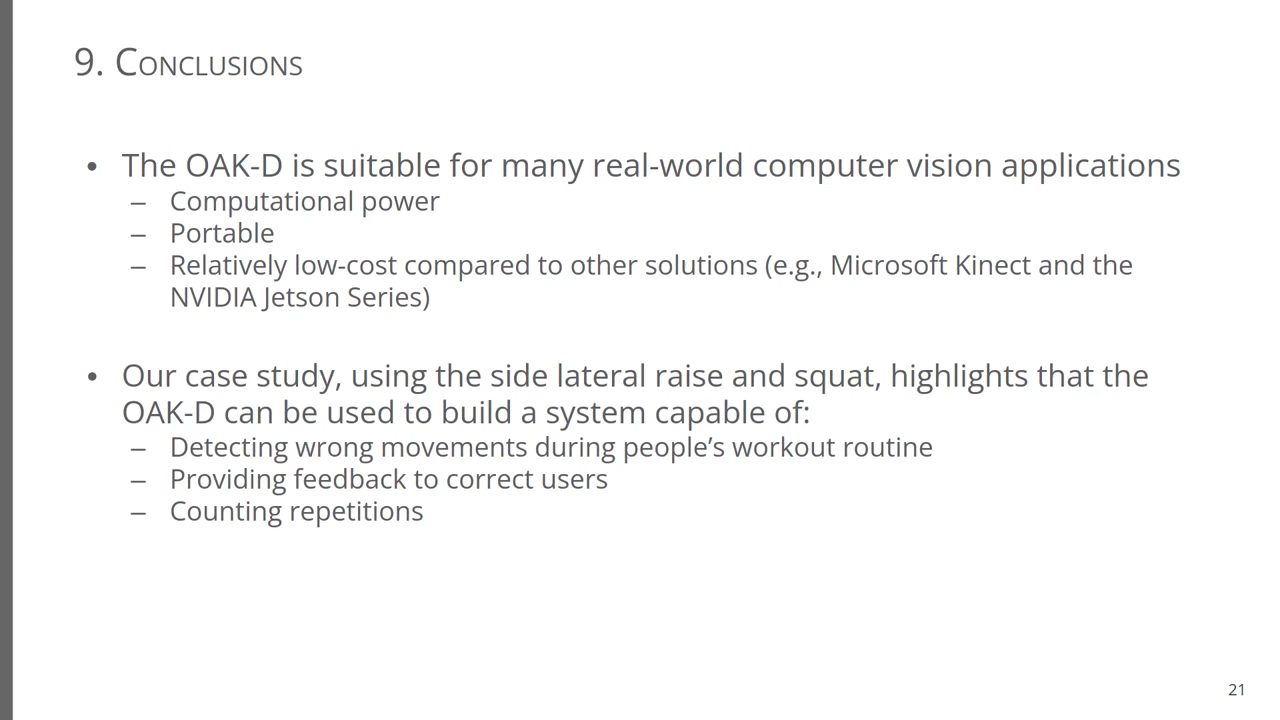 9. Conclusions
• The OAK-D is suitable for many real-world computer vision applications
– Computational power
– Portable
– Relatively low-cost compared to other solutions (e.g., Microsoft Kinect and the
NVIDIA Jetson Series)
• Our case study, using the side lateral raise and squat, highlights that the
OAK-D can be used to build a system capable of:
– Detecting wrong movements during people’s workout routine
– Providing feedback to correct users
– Counting repetitions
21